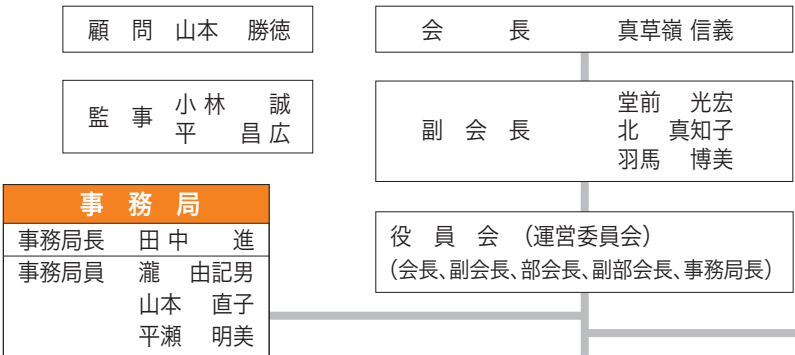 顧問 山本 勝徳
会長 真草嶺 信義
監事 小林 誠
平 昌広
副会長 堂前 光宏
北 真知子
羽馬 博美
事務局
事務局長 田中 進
事務局員 瀧 由記男
山本 直子
平瀬 明美
役員会 (運営委員会)
(会長、副会長、部会長、副部会長、事務局長)